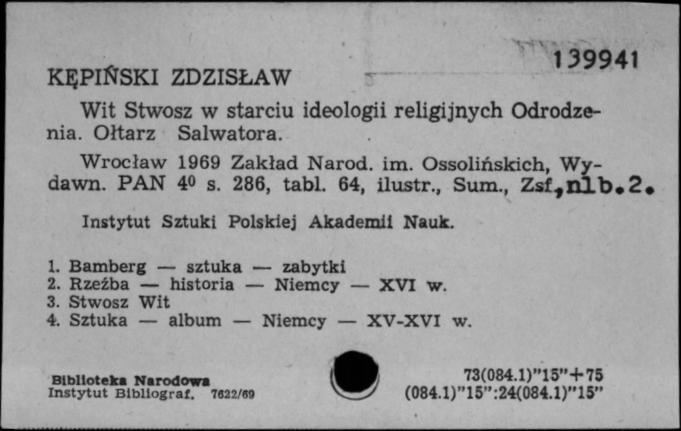 139941
KĘPIŃSKI ZDZISŁAW
Wit Stwosz w starciu ideologii religijnych Odrodze-
nia. Ołtarz Salwatora.
Wrocław 1969 Zakład Narod. im. Ossolińskich, Wy-
dawn. PAN 4⁰ s. 286, tabl. 64, ilustr., Sum., Zsf.,nlb.2.
Instytut Sztuki Polskiej Akademii Nauk.
1. Bamberg — sztuka — zabytki
2. Rzeźba — historia — Niemcy — XVI w.
3. Stwosz Wit
4. Sztuka — album — Niemcy — XV-XVI w.
Biblioteka Narodowa
Instytut Bibliograf. 7622/69
73(084.1)”15”+75
(084.1)”15”:24(084.1)”15”